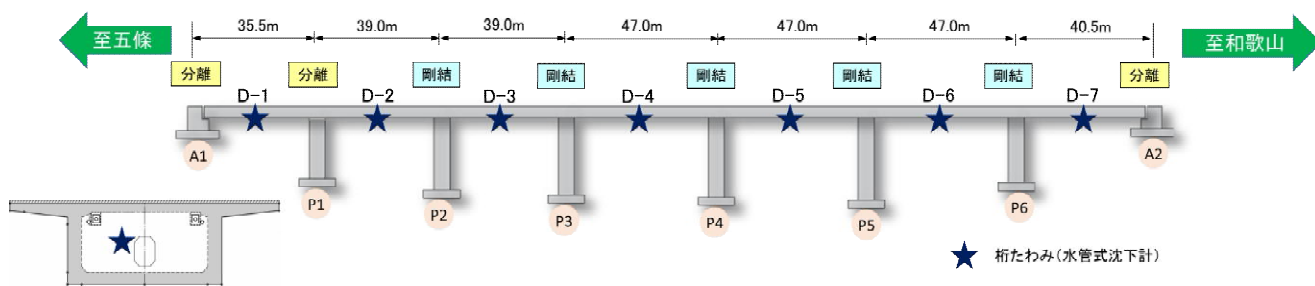 35.5m 39.0m 39.0m 47.0m 47.0m 47.0m 40.5m
至五條 至和歌山
分離 分離 剛結 剛結 剛結 剛結 剛結 分離
D-1 D-2 D-3 D-4 D-5 D-6 D-7
A1 P1 P2 P3 P4 P5 P6 A2
桁たわみ(水管式沈下計)